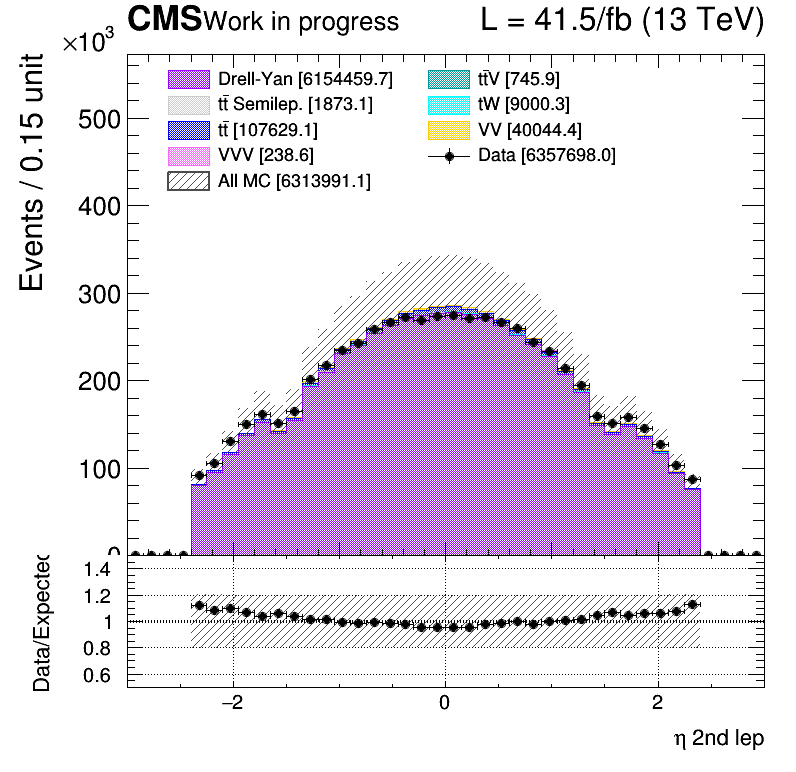 CMS Work in progress L = 41.5/fb (13 TeV)
×10³
Drell-Yan [6154459.7] tt̄V [745.9]
tt̄ Semilep. [1873.1] tW [9000.3]
tt̄ [107629.1] VV [40044.4]
VVV [238.6] Data [6357698.0]
All MC [6313991.1]
Events / 0.15 unit
500
400
300
200
100
0
Data/Expected
1.4
1.2
1
0.8
0.6
−2 0 2
η 2nd lep